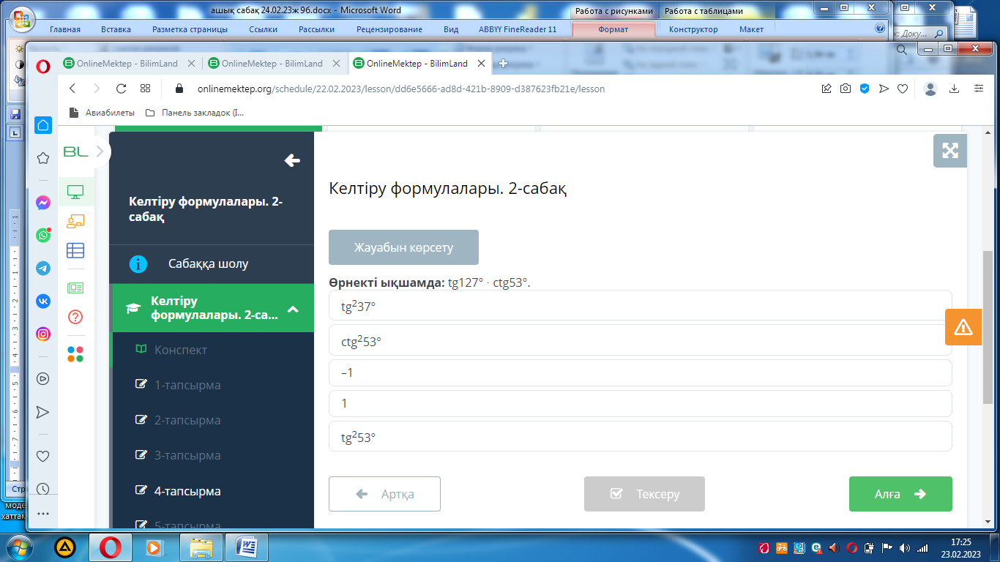 ашық сабақ 24.02.23ж 9б.docx - Microsoft Word
Работа с рисунками
Работа с таблицами
Главная
Вставка
Разметка страницы
Ссылки
Рассылки
Рецензирование
Вид
ABBYY FineReader 11
Формат
Конструктор
Макет
OnlineMektep - BilimLand
OnlineMektep - BilimLand
OnlineMektep - BilimLand
onlinemektep.org/schedule/22.02.2023/lesson/dd6e5666-ad8d-421b-8909-d387623fb21e/lesson
Авиабилеты
Панель закладок (І...
BL
Келтіру формулалары. 2-
сабақ
Сабаққа шолу
Келтіру
формулалары. 2-са...
Конспект
1-тапсырма
2-тапсырма
3-тапсырма
4-тапсырма
5-тапсырма
Келтіру формулалары. 2-сабақ
Жауабын көрсету
Өрнекті ықшамда: tg127° · ctg53°.
tg²37°
ctg²53°
–1
1
tg²53°
Артқа
Тексеру
Алға
17:25
23.02.2023